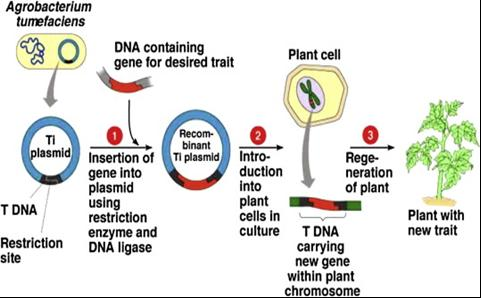 Agrobacterium
tumefaciens
DNA containing
gene for desired trait
Plant cell
Ti
plasmid
1
Insertion of
gene into
plasmid
using
restriction
enzyme and
DNA ligase
Recom-
binant
Ti plasmid
2
Intro-
duction
into
plant
cells in
culture
3
Rege-
neration
of plant
T DNA
Restriction
site
T DNA
carrying
new gene
within plant
chromosome
Plant with
new trait